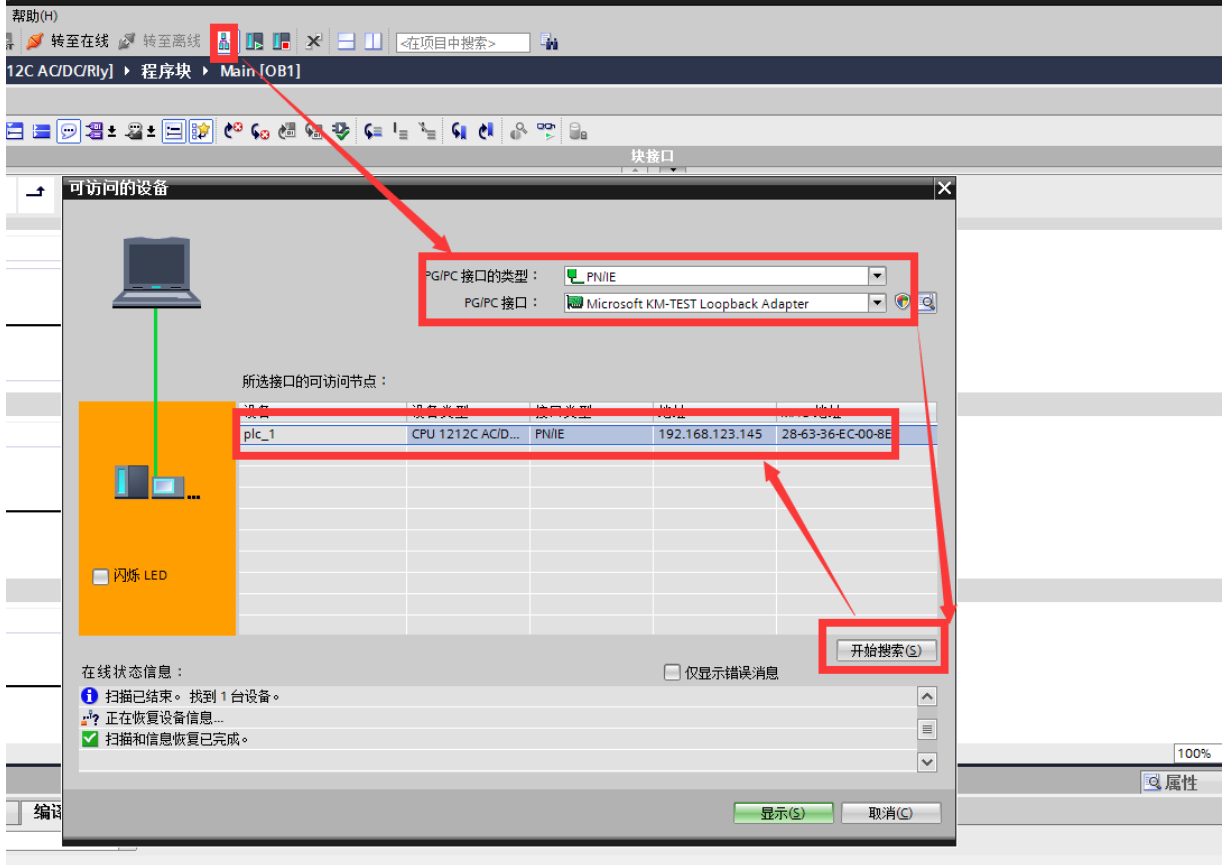 帮助(H)
转至在线 转至离线 <在项目中搜索>
12C AC/DC/Rly] 程序块 Main [OB1]
块接口
可访问的设备
PG/PC 接口的类型： PN/IE
PG/PC 接口： Microsoft KM-TEST Loopback Adapter
所选接口的可访问节点：
设备 设备类型 接口类型 地址 MAC 地址
plc_1 CPU 1212C AC/D... PN/IE 192.168.123.145 28-63-36-EC-00-8E
闪烁 LED
开始搜索(S)
在线状态信息： 仅显示错误消息
扫描已结束。找到 1 台设备。
正在恢复设备信息...
扫描和信息恢复已完成。
100%
属性
显示(S) 取消(C)
编译